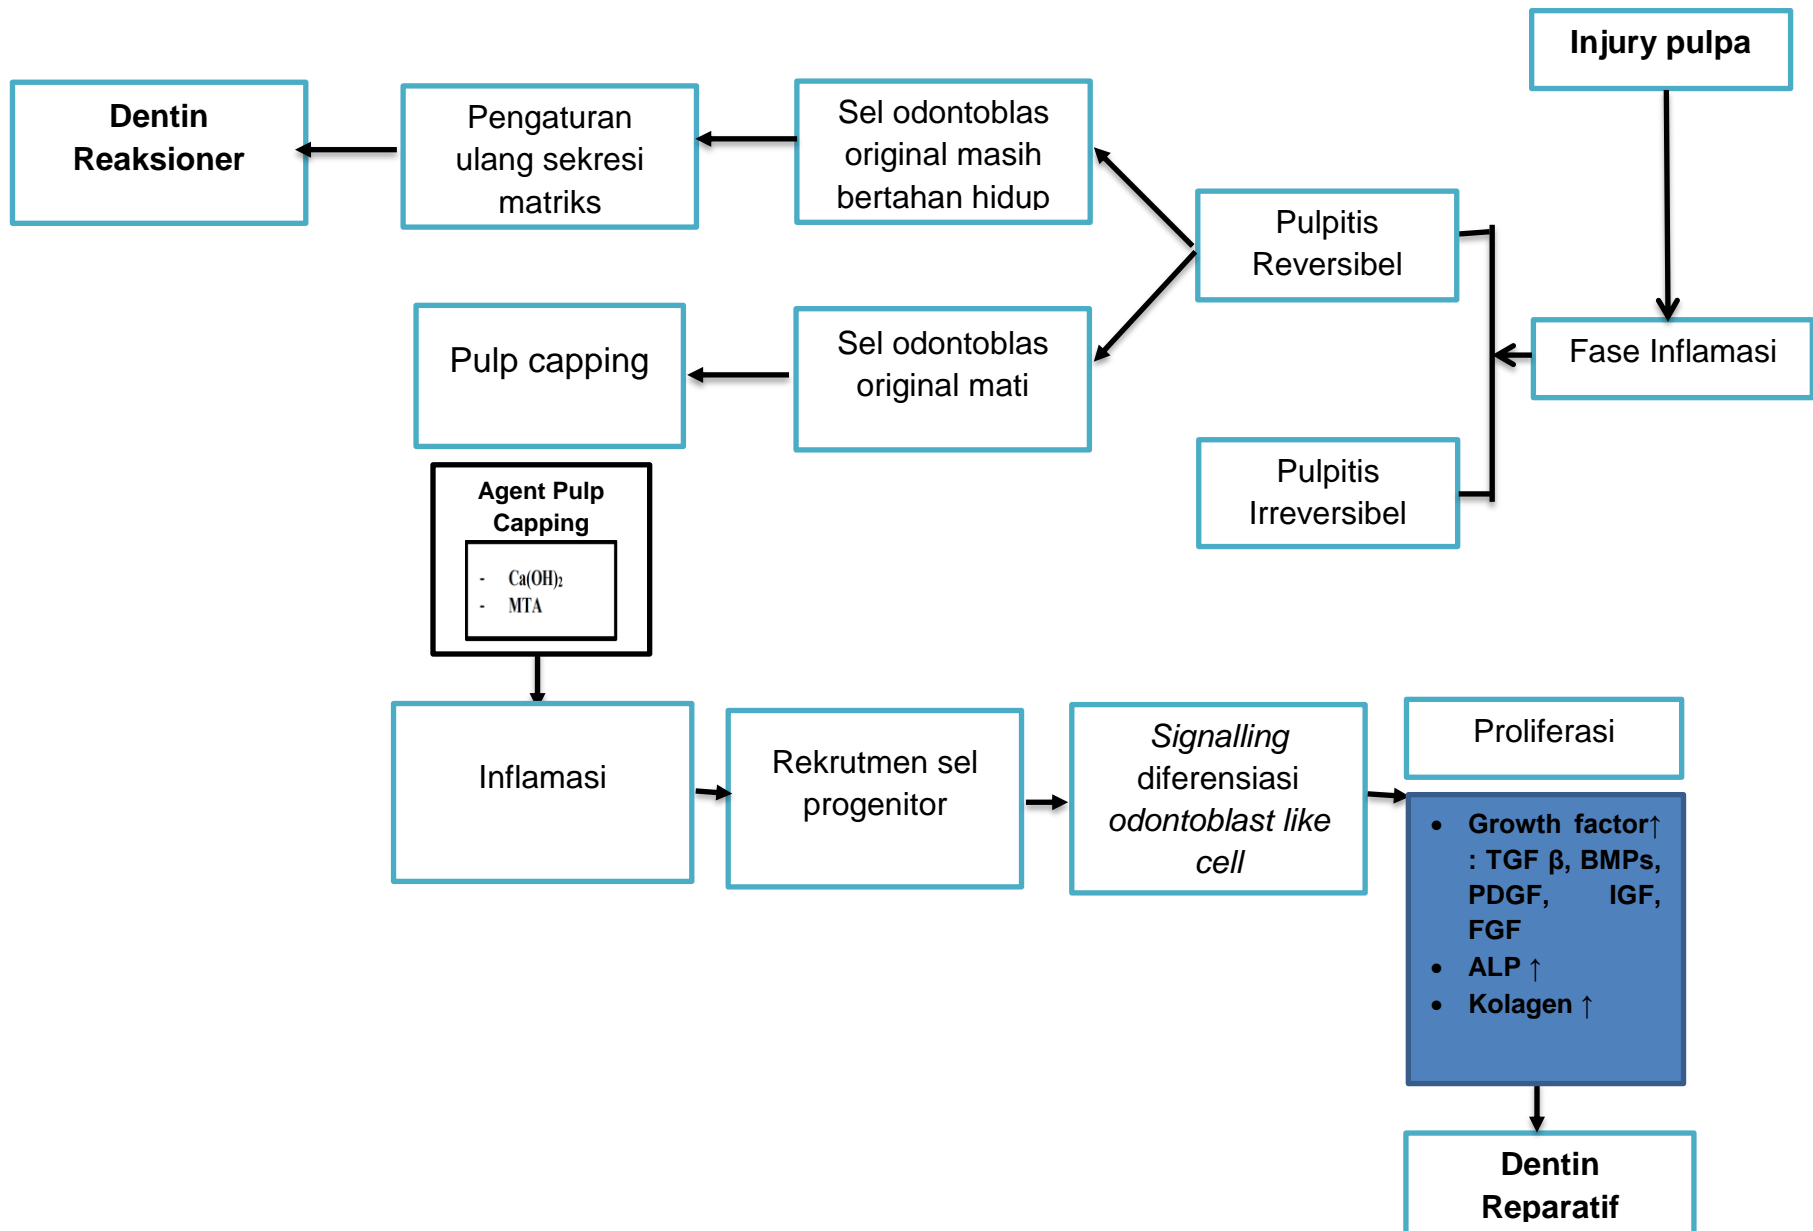 Injury pulpa
Dentin
Reaksioner
Pengaturan
ulang sekresi
matriks
Sel odontoblas
original masih
bertahan hidup
Pulpitis
Reversibel
Fase Inflamasi
Pulp capping
Sel odontoblas
original mati
Pulpitis
Irreversibel
Agent Pulp
Capping
- Ca(OH)₂
- MTA
Inflamasi
Rekrutmen sel
progenitor
Signalling
diferensiasi
odontoblast like
cell
Proliferasi
• Growth factor↑
: TGF β, BMPs,
PDGF, IGF,
FGF
• ALP ↑
• Kolagen ↑
Dentin
Reparatif